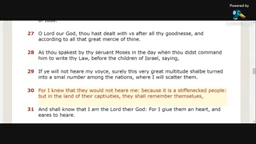 Powered by
27 O Lord our God, thou hast dealt with vs after all thy goodnesse, and
according to all that great mercie of thine.
28 As thou spakest by thy seruant Moses in the day when thou didst command
him to write thy Law, before the children of Israel, saying,
29 If ye will not heare my voyce, surely this very great multitude shalbe turned
into a smal number among the nations, where I will scatter them.
30 For I knew that they would not heare me: because it is a stiffenecked people:
but in the land of their captiuities, they shall remember themselues,
31 And shall know that I am the Lord their God: For I giue them an heart, and
eares to heare.